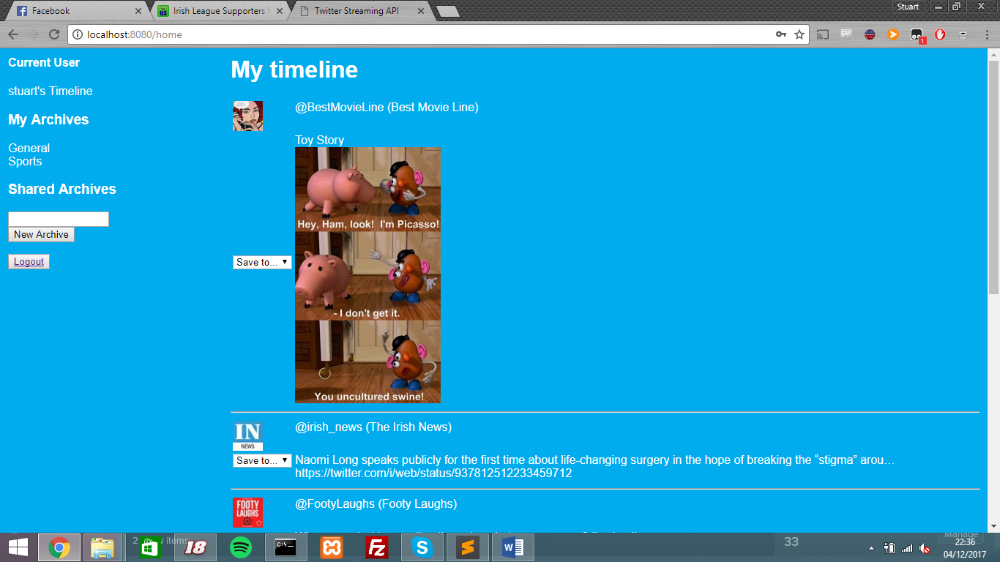 Facebook
Irish League Supporters
Twitter Streaming API
Stuart
localhost:8080/home
CSF
1
Current User
stuart's Timeline
My Archives
General
Sports
Shared Archives
New Archive
Logout
My timeline
@BestMovieLine (Best Movie Line)
Toy Story
Hey, Ham, look! I'm Picasso!
Save to...
- I don't get it.
You uncultured swine!
IN
NEWS
@irish_news (The Irish News)
Save to...
Naomi Long speaks publicly for the first time about life-changing surgery in the hope of breaking the “stigma” arou…
https://twitter.com/i/web/status/937812512233459712
FOOTY
LAUGHS
@FootyLaughs (Footy Laughs)
items
18
33
Manage
22:36
04/12/2017